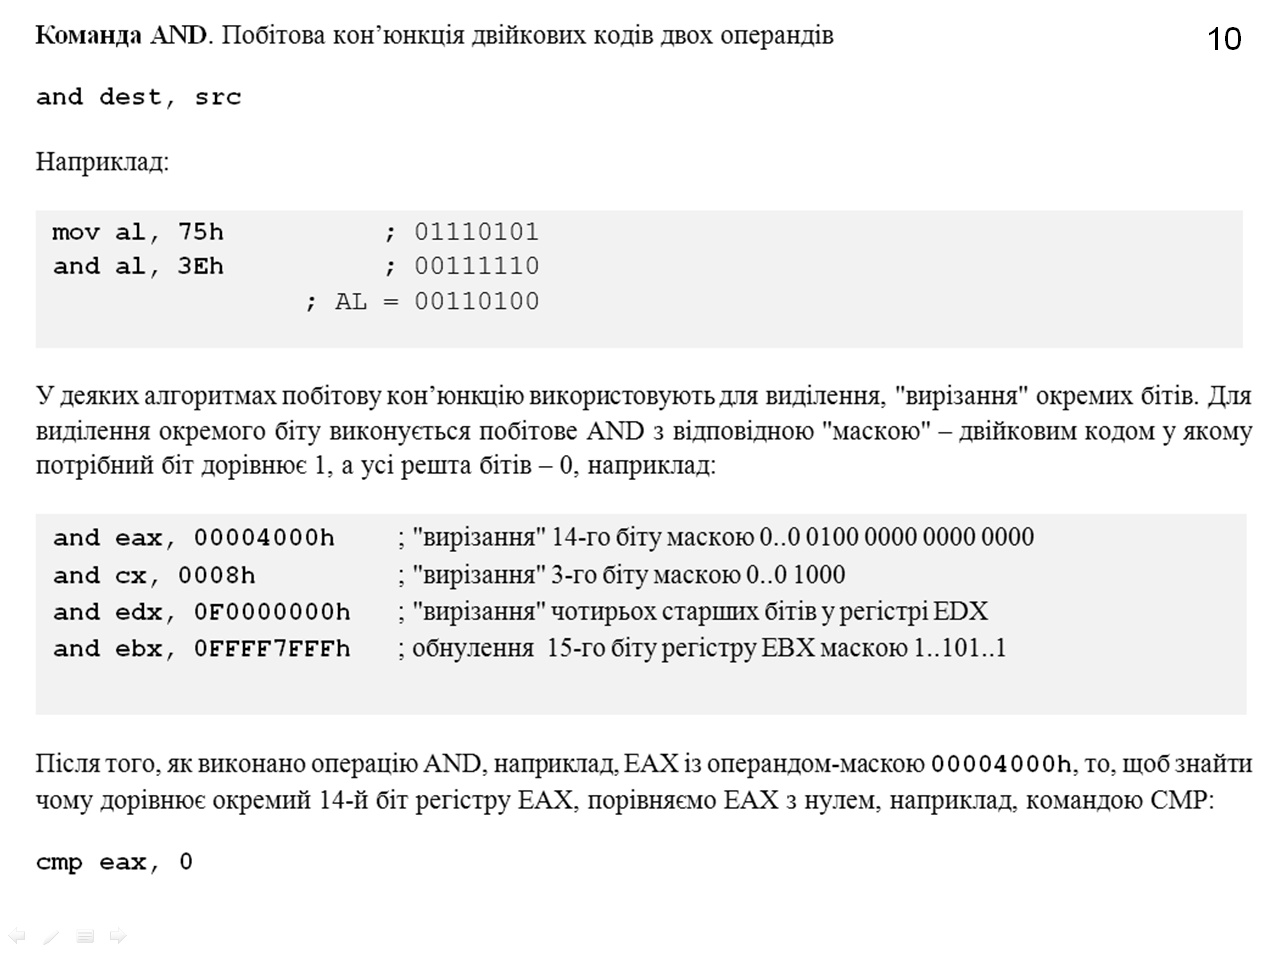 Команда AND. Побітова кон’юнкція двійкових кодів двох операндів
10
and dest, src
Наприклад:
mov al, 75h ; 01110101
and al, 3Eh ; 00111110
; AL = 00110100
У деяких алгоритмах побітову кон’юнкцію використовують для виділення, "вирізання" окремих бітів. Для
виділення окремого біту виконується побітове AND з відповідною "маскою" – двійковим кодом у якому
потрібний біт дорівнює 1, а усі решта бітів – 0, наприклад:
and eax, 00004000h ; "вирізання" 14-го біту маскою 0..0 0100 0000 0000 0000
and cx, 0008h ; "вирізання" 3-го біту маскою 0..0 1000
and edx, 0F0000000h ; "вирізання" чотирьох старших бітів у регістрі EDX
and ebx, 0FFFF7FFFh ; обнулення 15-го біту регістру EBX маскою 1..101..1
Після того, як виконано операцію AND, наприклад, EAX із операндом-маскою 00004000h, то, щоб знайти
чому дорівнює окремий 14-й біт регістру EAX, порівняємо EAX з нулем, наприклад, командою CMP:
cmp eax, 0